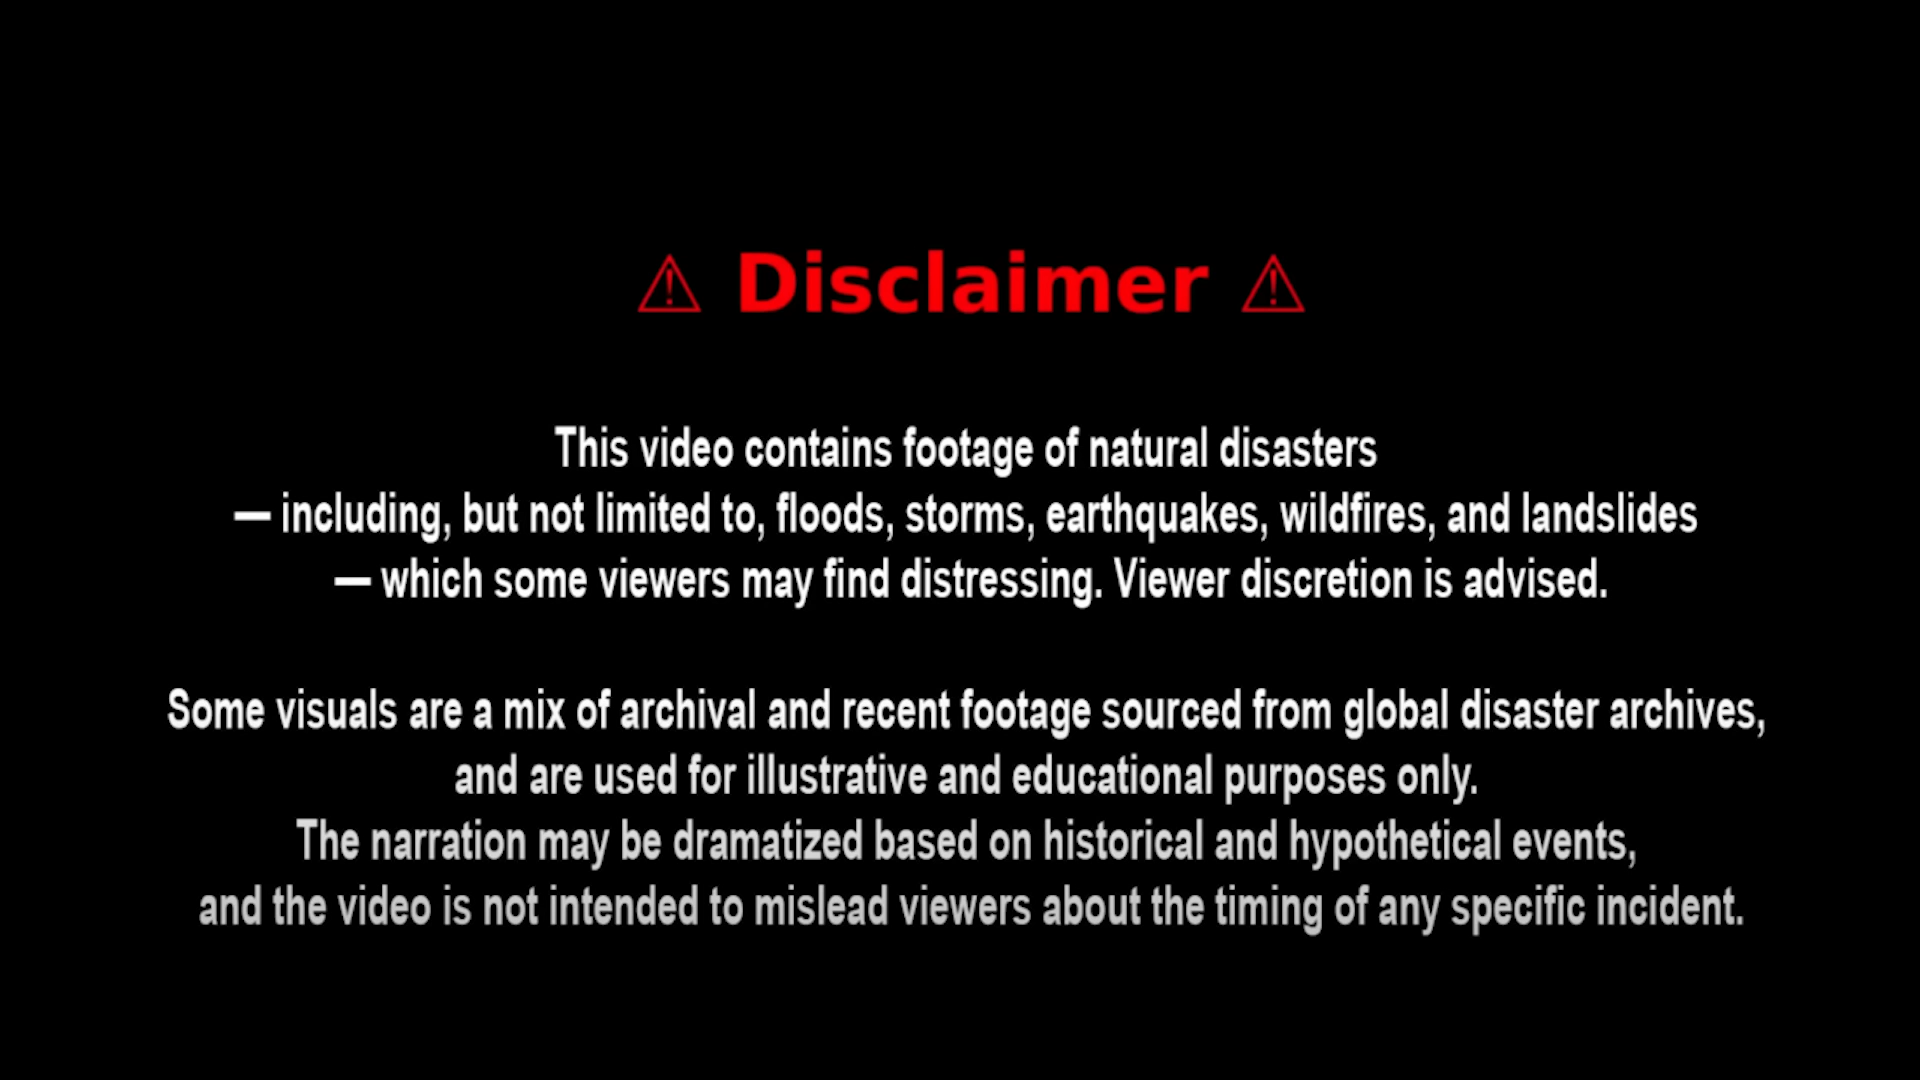 ⚠ Disclaimer ⚠
This video contains footage of natural disasters
— including, but not limited to, floods, storms, earthquakes, wildfires, and landslides
— which some viewers may find distressing. Viewer discretion is advised.
Some visuals are a mix of archival and recent footage sourced from global disaster archives,
and are used for illustrative and educational purposes only.
The narration may be dramatized based on historical and hypothetical events,
and the video is not intended to mislead viewers about the timing of any specific incident.